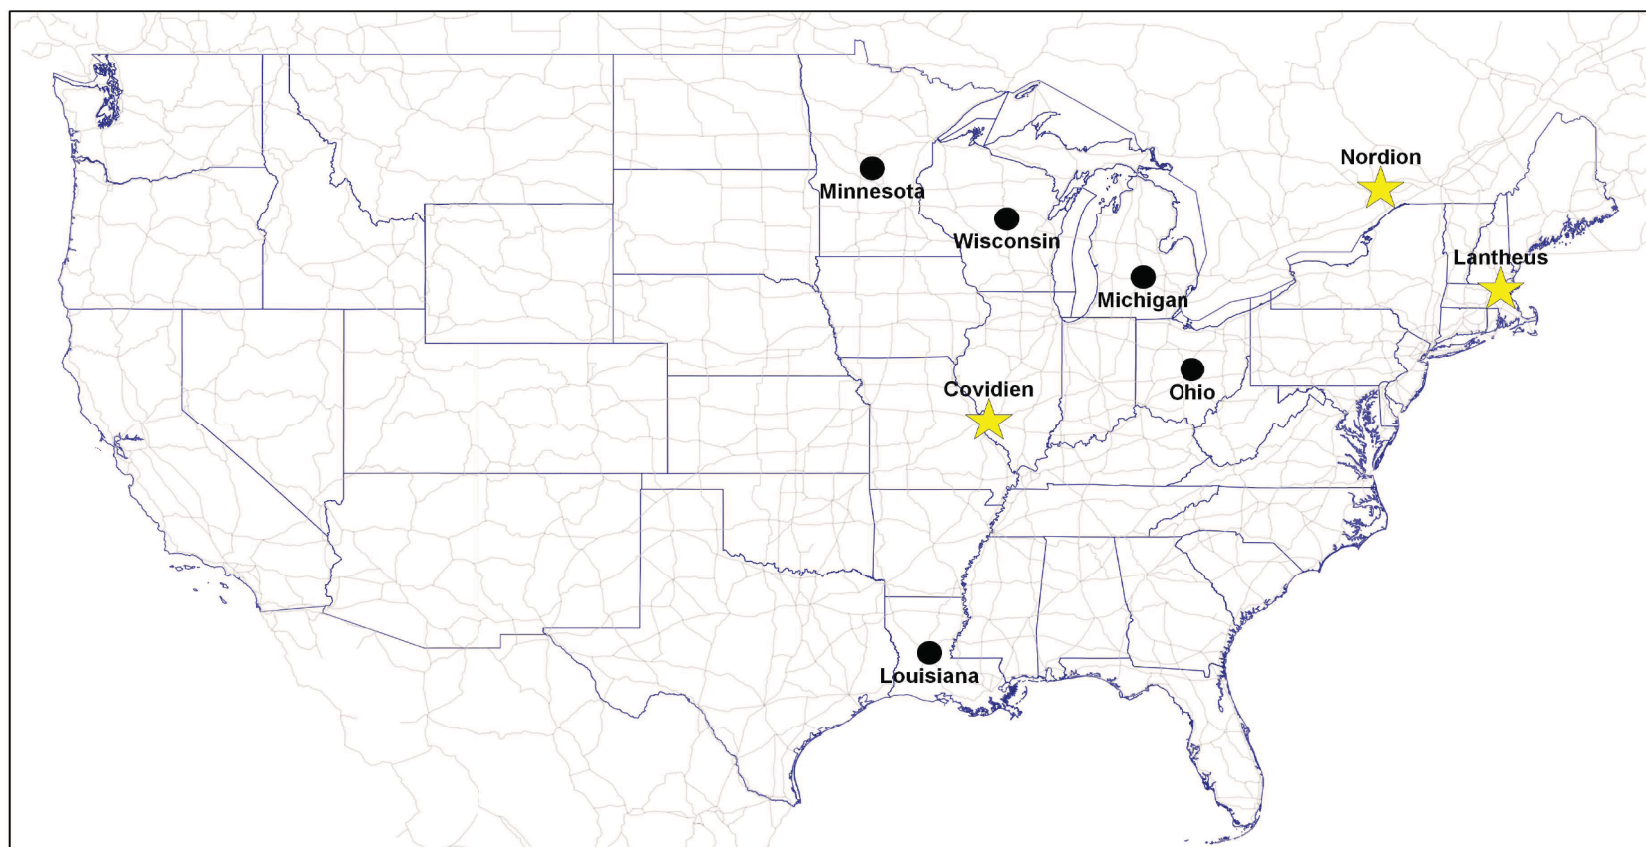 Nordion
Minnesota
Wisconsin
Lantheus
Michigan
Covidien
Ohio
Louisiana